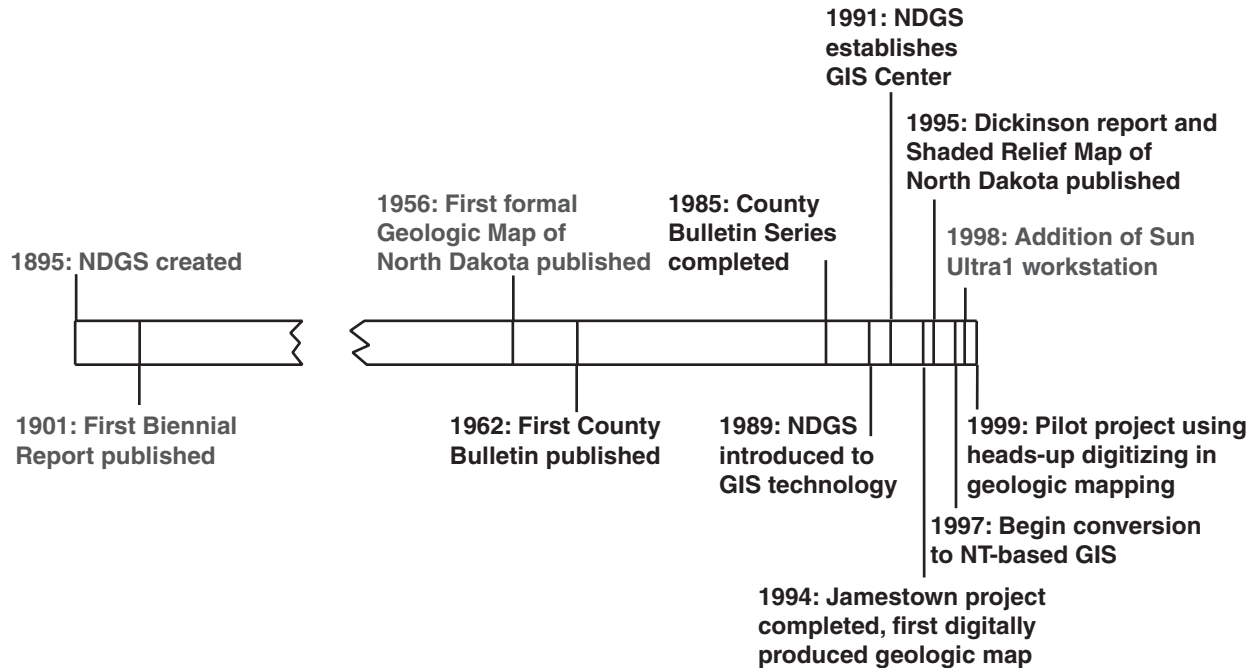 1991: NDGS
establishes
GIS Center
1995: Dickinson report and
Shaded Relief Map of
North Dakota published
1956: First formal
Geologic Map of
North Dakota published
1985: County
Bulletin Series
completed
1998: Addition of Sun
Ultra1 workstation
1895: NDGS created
1901: First Biennial
Report published
1962: First County
Bulletin published
1989: NDGS
introduced to
GIS technology
1999: Pilot project using
heads-up digitizing in
geologic mapping
1997: Begin conversion
to NT-based GIS
1994: Jamestown project
completed, first digitally
produced geologic map